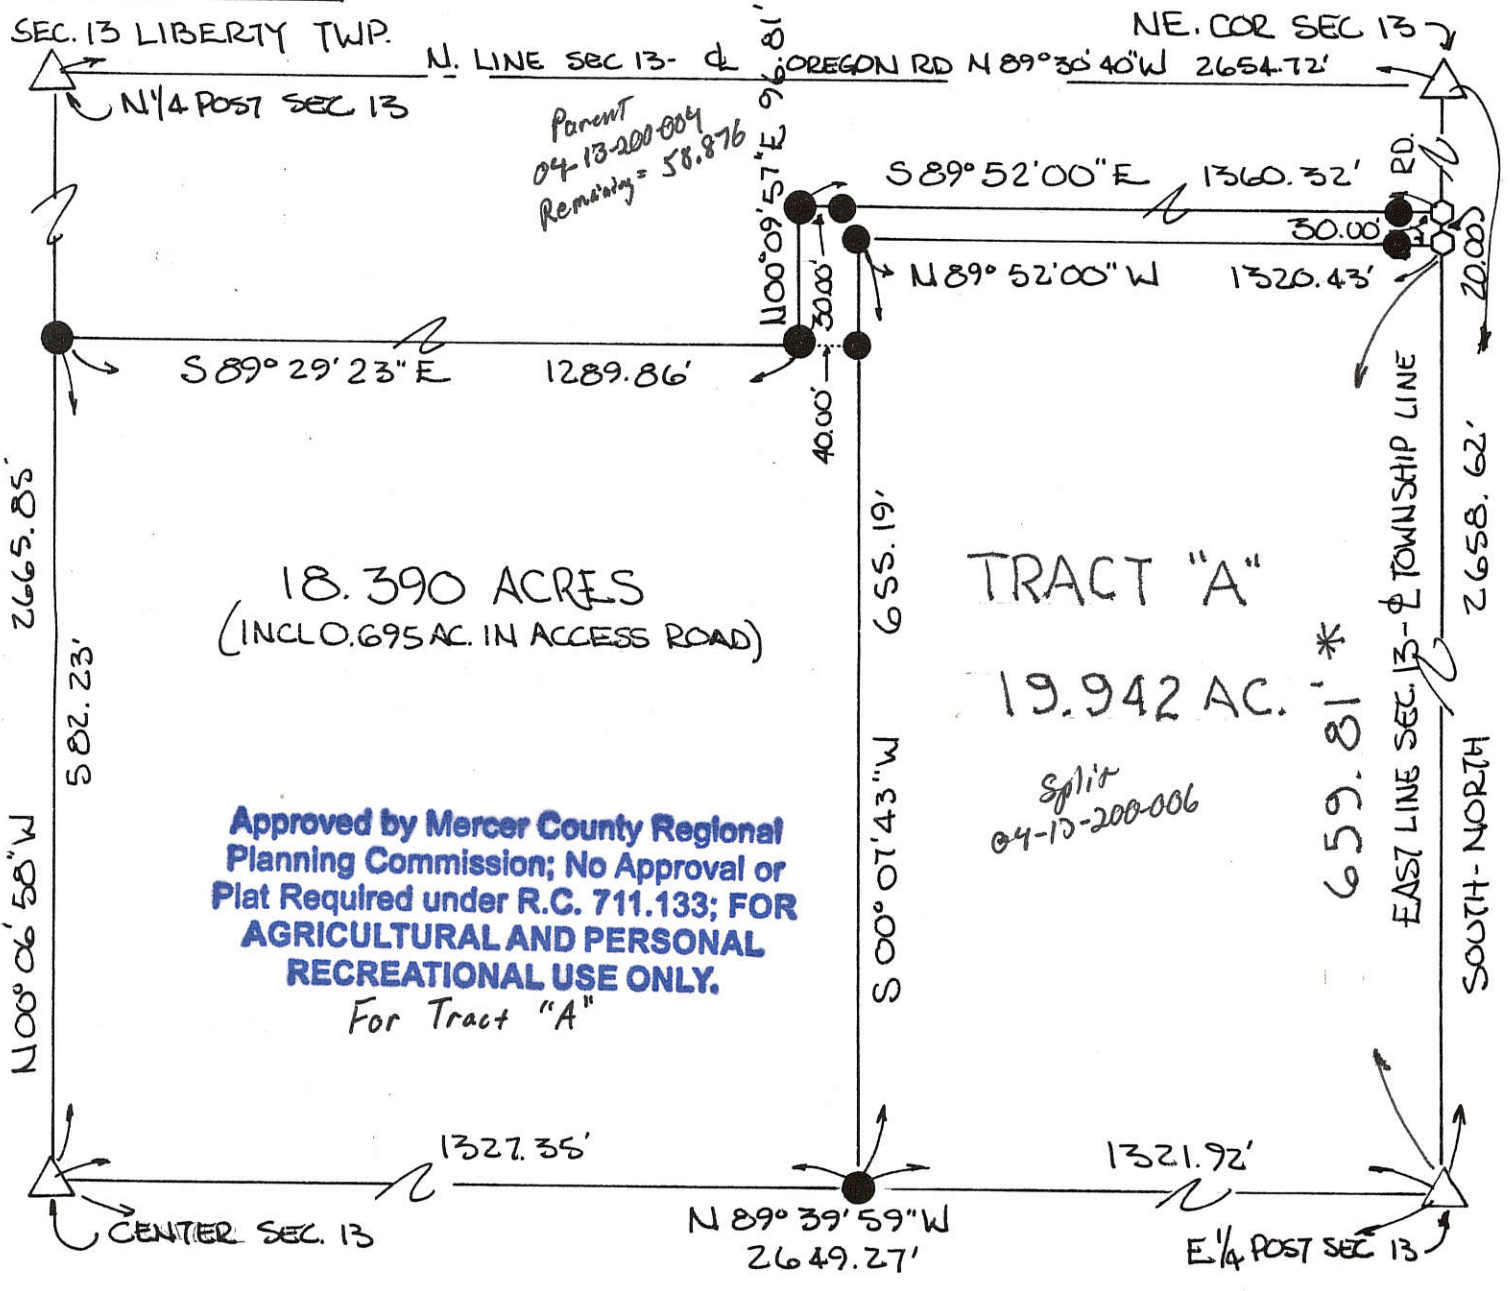 SEC. 13 LIBERTY TWP.
NE. COR SEC 13
N. LINE SEC 13- ℄ OREGON RD N 89°30'40"W 2654.72'
N1/4 POST SEC 13
Parent
04-13-200-004
Remaining = 58.876
N00°09'57"E 96.81'
S 89°52'00"E 1360.32'
RD.
30.00'
20.00'
30.00'
N 89°52'00"W 1320.43'
S 89°29'23"E 1289.86'
40.00'
2665.85'
N00°06'58"W
582.23'
18.390 ACRES
(INCL 0.695 AC. IN ACCESS ROAD)
655.19'
S 00°07'43"W
TRACT "A"
19.942 AC.
Split
04-13-200-006
659.81' *
EAST LINE SEC. 13- ℄ TOWNSHIP LINE
2658.62'
SOUTH - NORTH
Approved by Mercer County Regional
Planning Commission; No Approval or
Plat Required under R.C. 711.133; FOR
AGRICULTURAL AND PERSONAL
RECREATIONAL USE ONLY.
For Tract "A"
1327.35'
1321.92'
CENTER SEC. 13
N 89°39'59"W
2649.27'
E.1/4 POST SEC 13